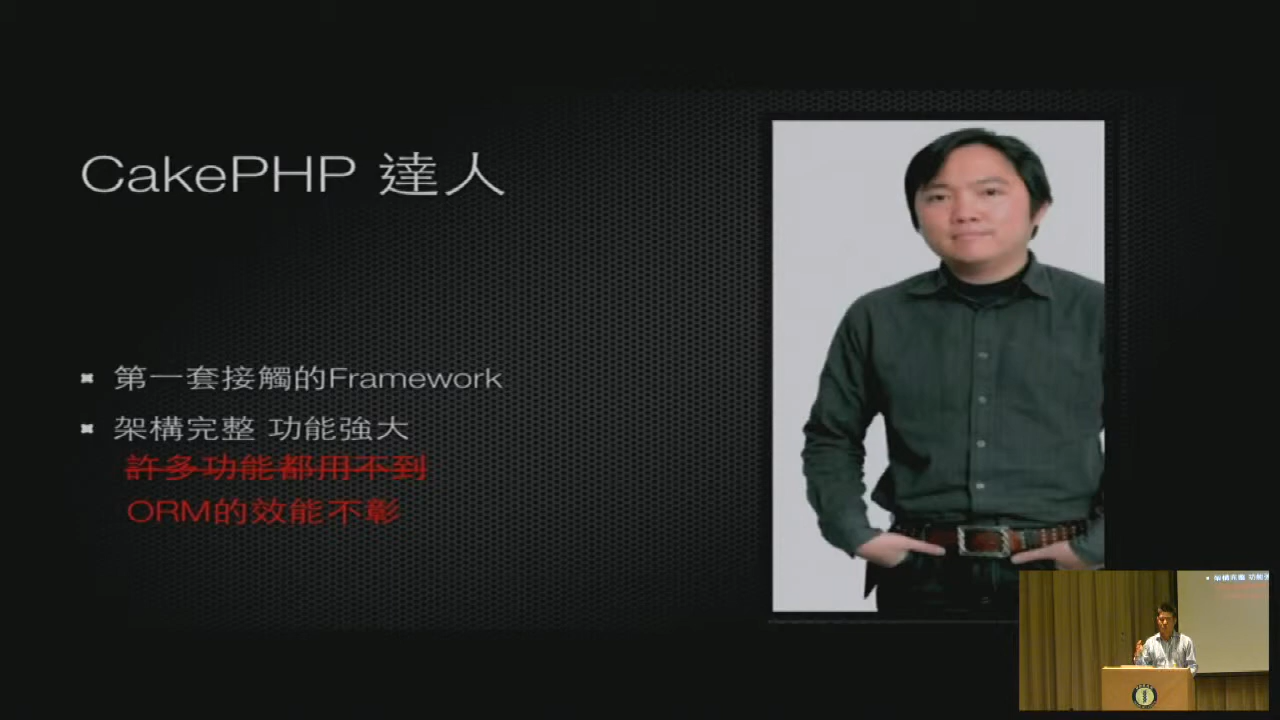 CakePHP 達人
第一套接觸的Framework
架構完整 功能強大
許多功能都用不到
ORM的效能不彰